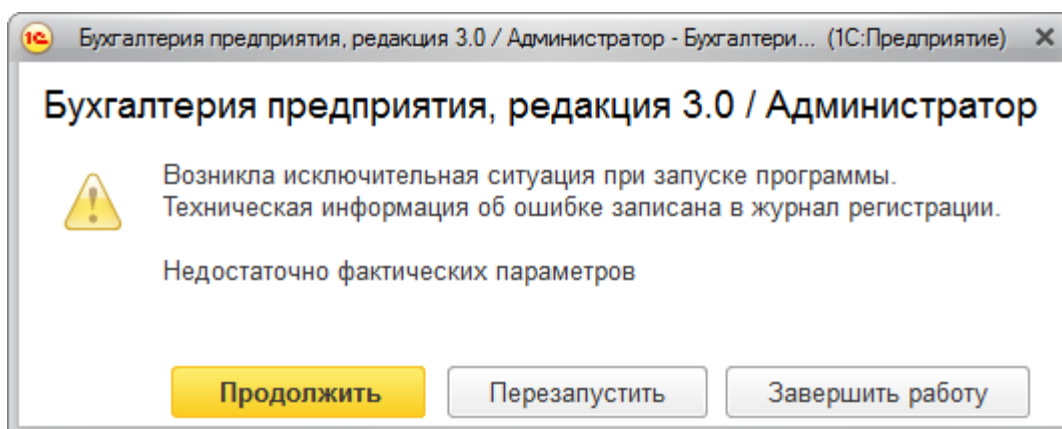 1С Бухгалтерия предприятия, редакция 3.0 / Администратор - Бухгалтери... (1С:Предприятие)
Бухгалтерия предприятия, редакция 3.0 / Администратор
Возникла исключительная ситуация при запуске программы.
Техническая информация об ошибке записана в журнал регистрации.
Недостаточно фактических параметров
Продолжить Перезапустить Завершить работу